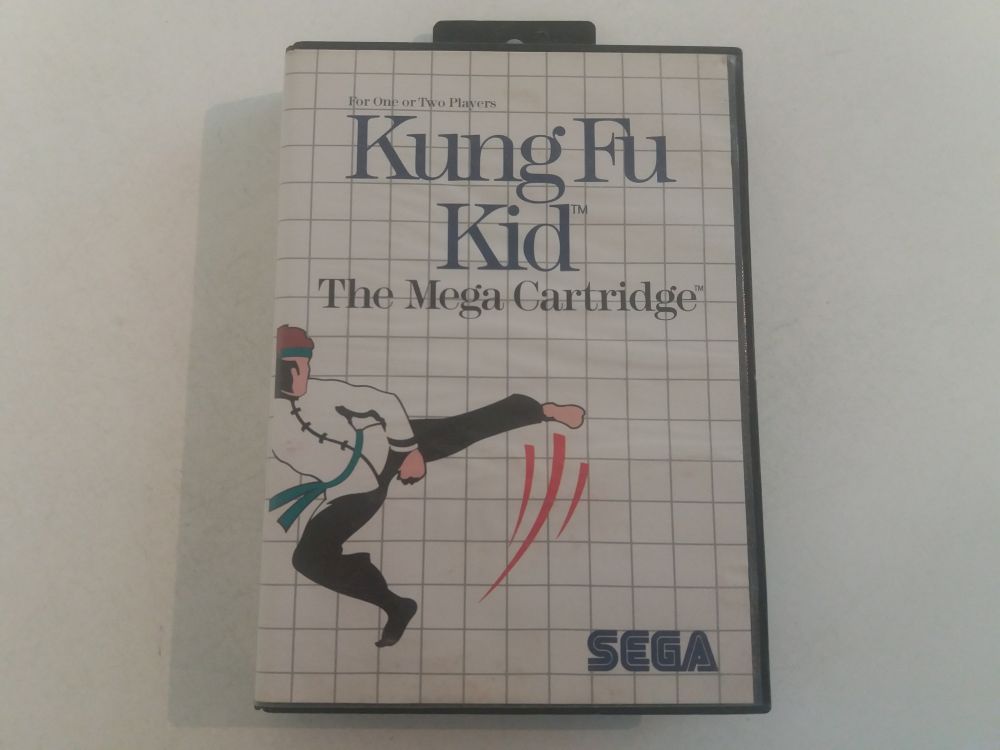 For One or Two Players
Kung Fu
Kid™
The Mega Cartridge™
SEGA